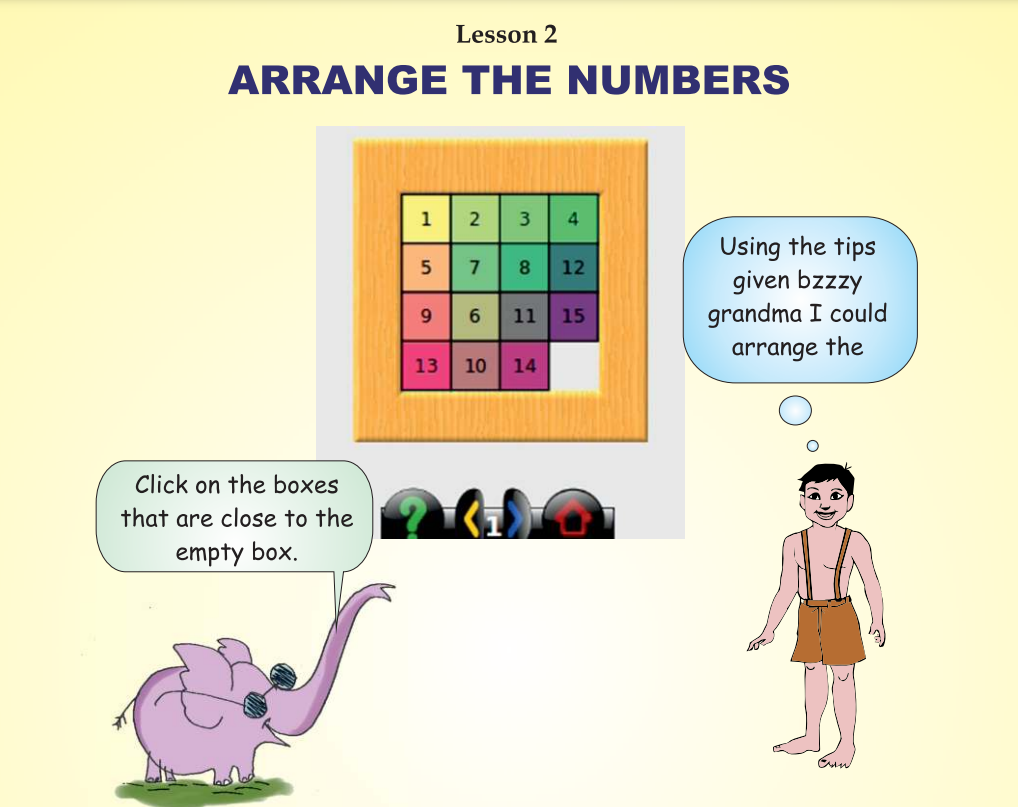 Lesson 2
ARRANGE THE NUMBERS
1 2 3 4
5 7 8 12
9 6 11 15
13 10 14
Using the tips
given bzzzy
grandma I could
arrange the
Click on the boxes
that are close to the
empty box.
? < 1 >